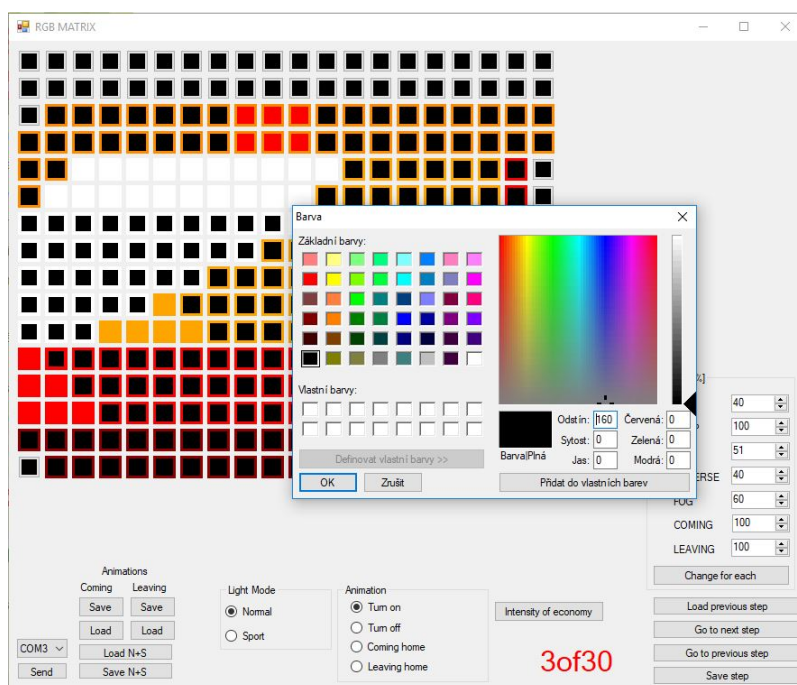 RGB MATRIX
Barva
Základní barvy:
Vlastní barvy:
Definovat vlastní barvy >>
OK
Zrušit
Barva|Plná
Odstín: 160
Sytost: 0
Jas: 0
Červená: 0
Zelená: 0
Modrá: 0
Přidat do vlastních barev
%]
40
100
51
ERSE 40
FOG 60
COMING 100
LEAVING 100
Change for each
Animations
Coming Leaving
Save Save
Load Load
Load N+S
Save N+S
COM3
Send
Light Mode
Normal
Sport
Animation
Turn on
Turn off
Coming home
Leaving home
Intensity of economy
3of30
Load previous step
Go to next step
Go to previous step
Save step